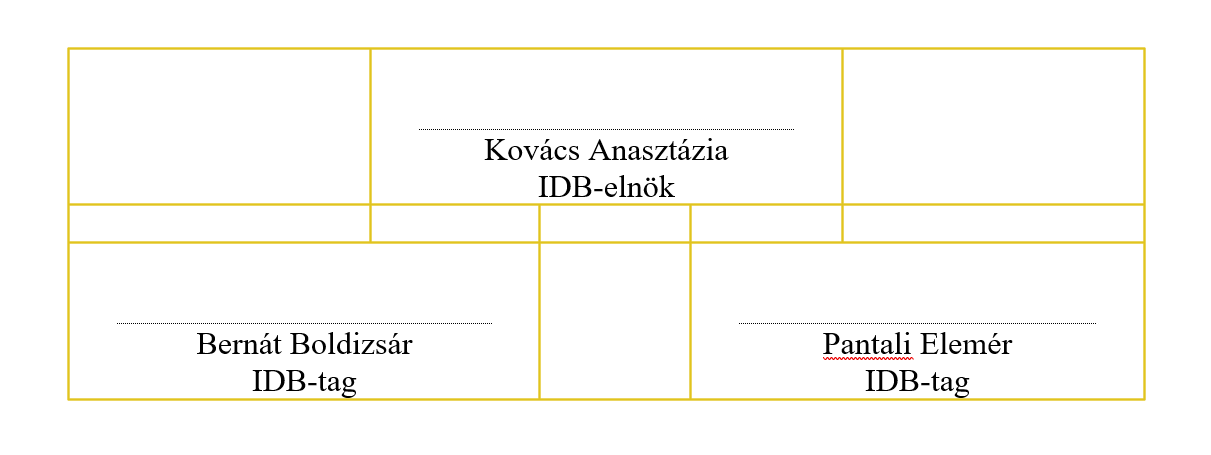 Kovács Anasztázia
IDB-elnök
Bernát Boldizsár
IDB-tag
Pantali Elemér
IDB-tag